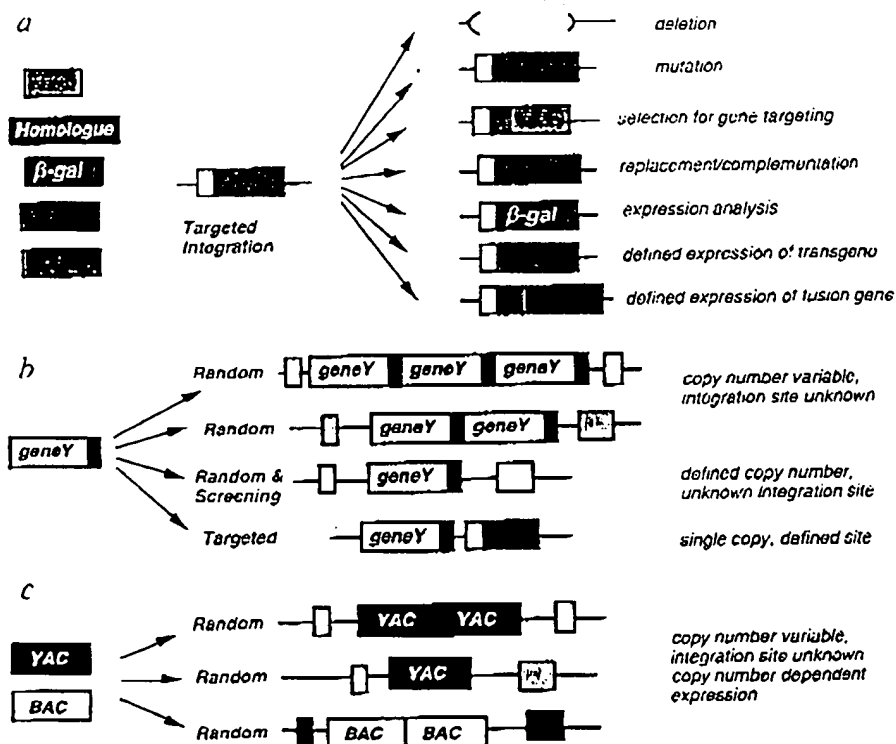 a
deletion
mutation
selection for gene targeting
Homologue
β-gal
replacment/complemuntation
Targeted
Integration
β-gal
expression analysis
defined expression of transgeno
defined expression of fusion gene
b
Random
geneY geneY geneY
copy number variable,
integration site unknown
Random
geneY geneY
geneY
Random &
Screening
geneY
defined copy number,
unknown integration site
Targeted
geneY
single copy, defined site
c
Random
YAC YAC
copy number variable,
integration site unknown
copy number dependent
expression
YAC
Random
YAC
BAC
Random
BAC BAC